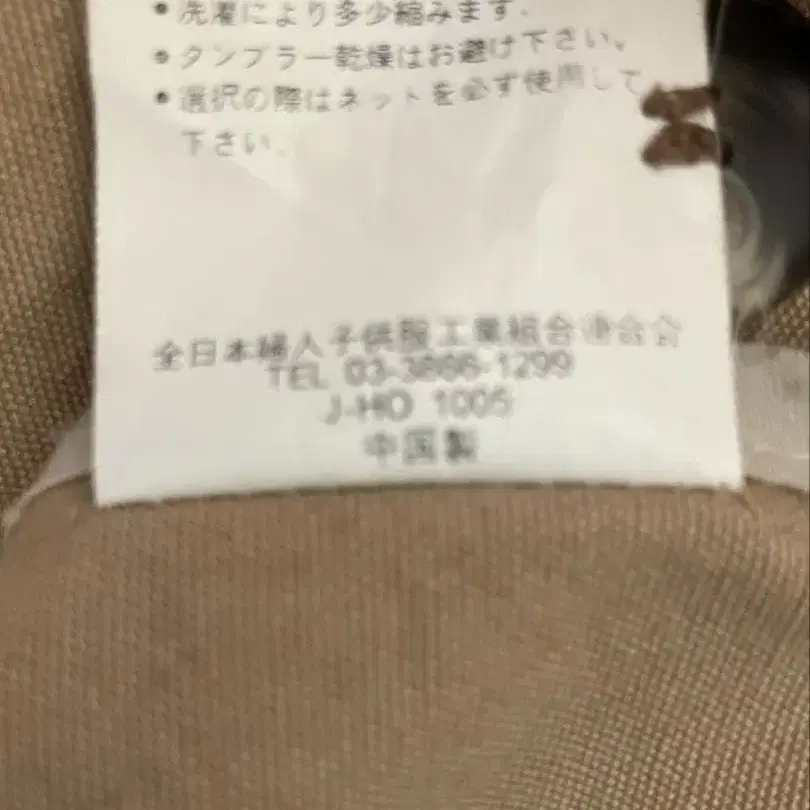 • 洗濯により多少縮みます.
• タンブラー乾燥はお避け下さい。
• 選択の際はネットを必ず使用して
下さい.
全日本婦人子供服工業組合連合会
TEL 03-3866-1299
J-HO 1005
中国製